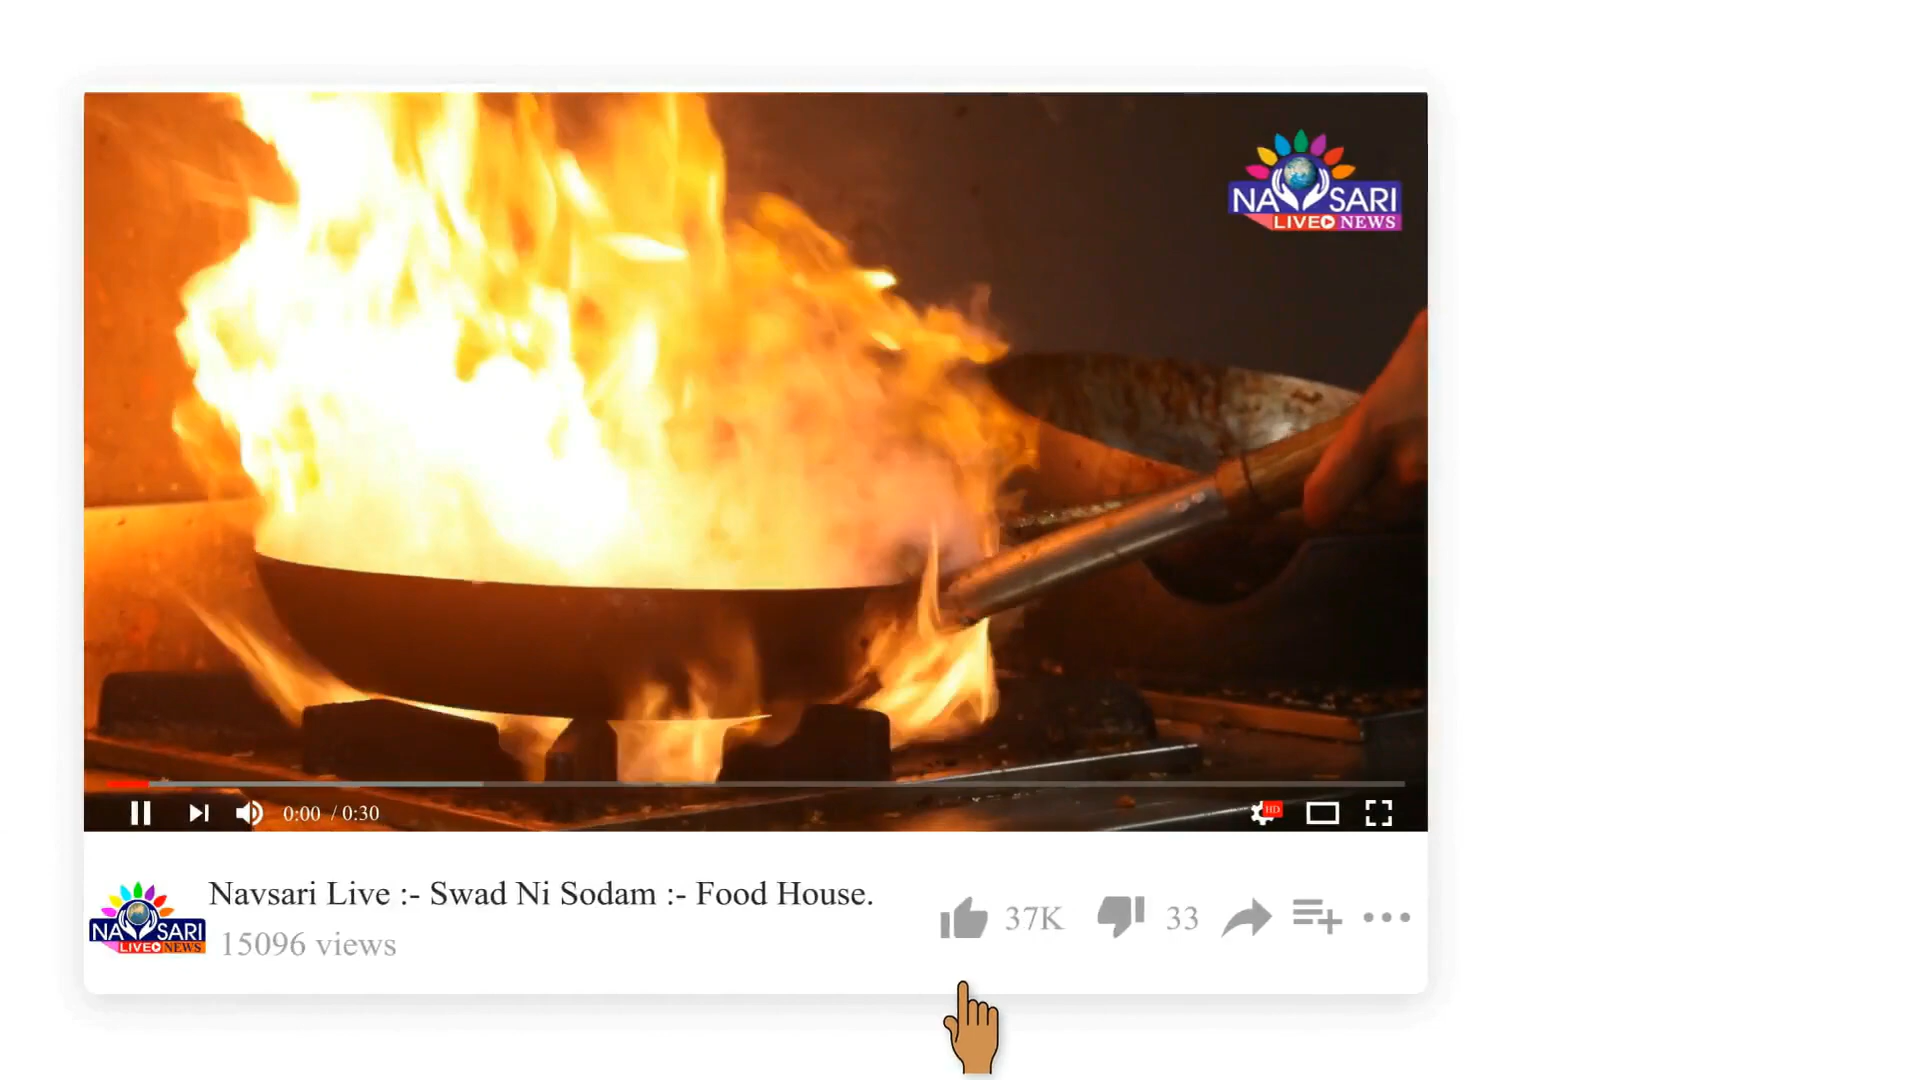 NAVSARI
LIVE NEWS
0:00 / 0:30
HD
Navsari Live :- Swad Ni Sodam :- Food House.
15096 views
37K
33
NAVSARI
LIVE NEWS